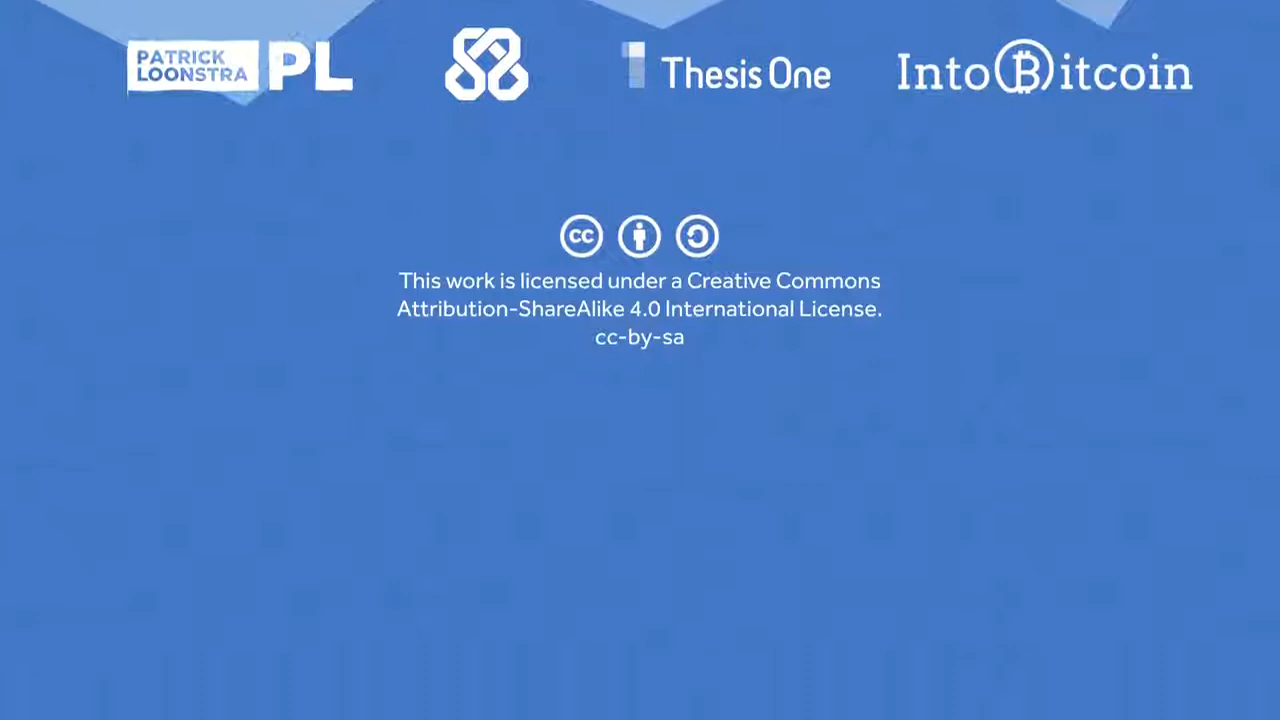 PATRICK LOONSTRA PL
Thesis One
IntoBitcoin
cc
This work is licensed under a Creative Commons
Attribution-ShareAlike 4.0 International License.
cc-by-sa